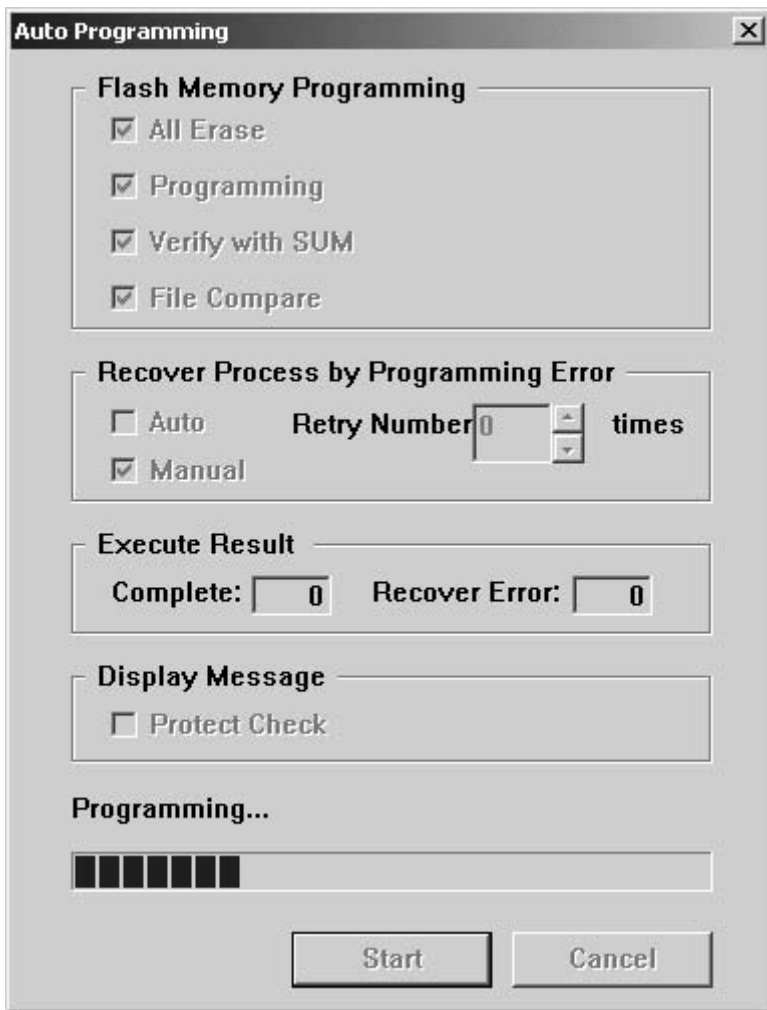 Auto Programming
Flash Memory Programming
All Erase
Programming
Verify with SUM
File Compare
Recover Process by Programming Error
Auto Retry Number 0 times
Manual
Execute Result
Complete: 0 Recover Error: 0
Display Message
Protect Check
Programming...
Start Cancel